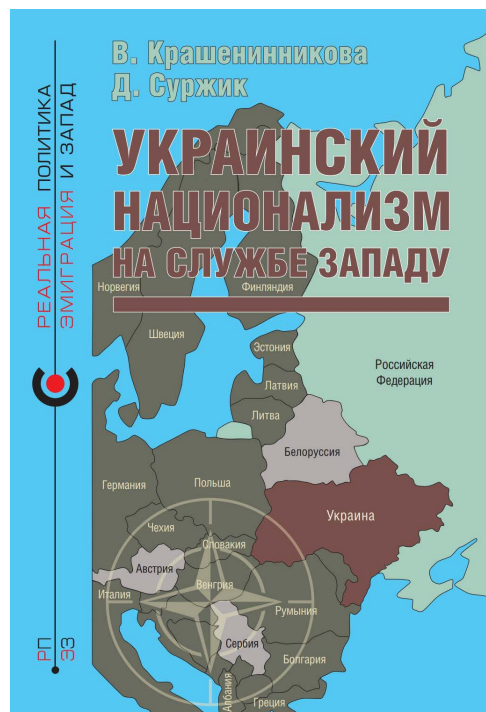 В. Крашенинникова
Д. Суржик
УКРАИНСКИЙ
НАЦИОНАЛИЗМ
НА СЛУЖБЕ ЗАПАДУ
РЕАЛЬНАЯ ПОЛИТИКА
ЭМИГРАЦИЯ И ЗАПАД
Норвегия
Финляндия
Швеция
Эстония
Российская
Федерация
Латвия
Литва
Белоруссия
Германия
Польша
Украина
Чехия
Словакия
Австрия
Венгрия
Италия
Румыния
Сербия
Болгария
Албания
Греция
РП
ЭЗ